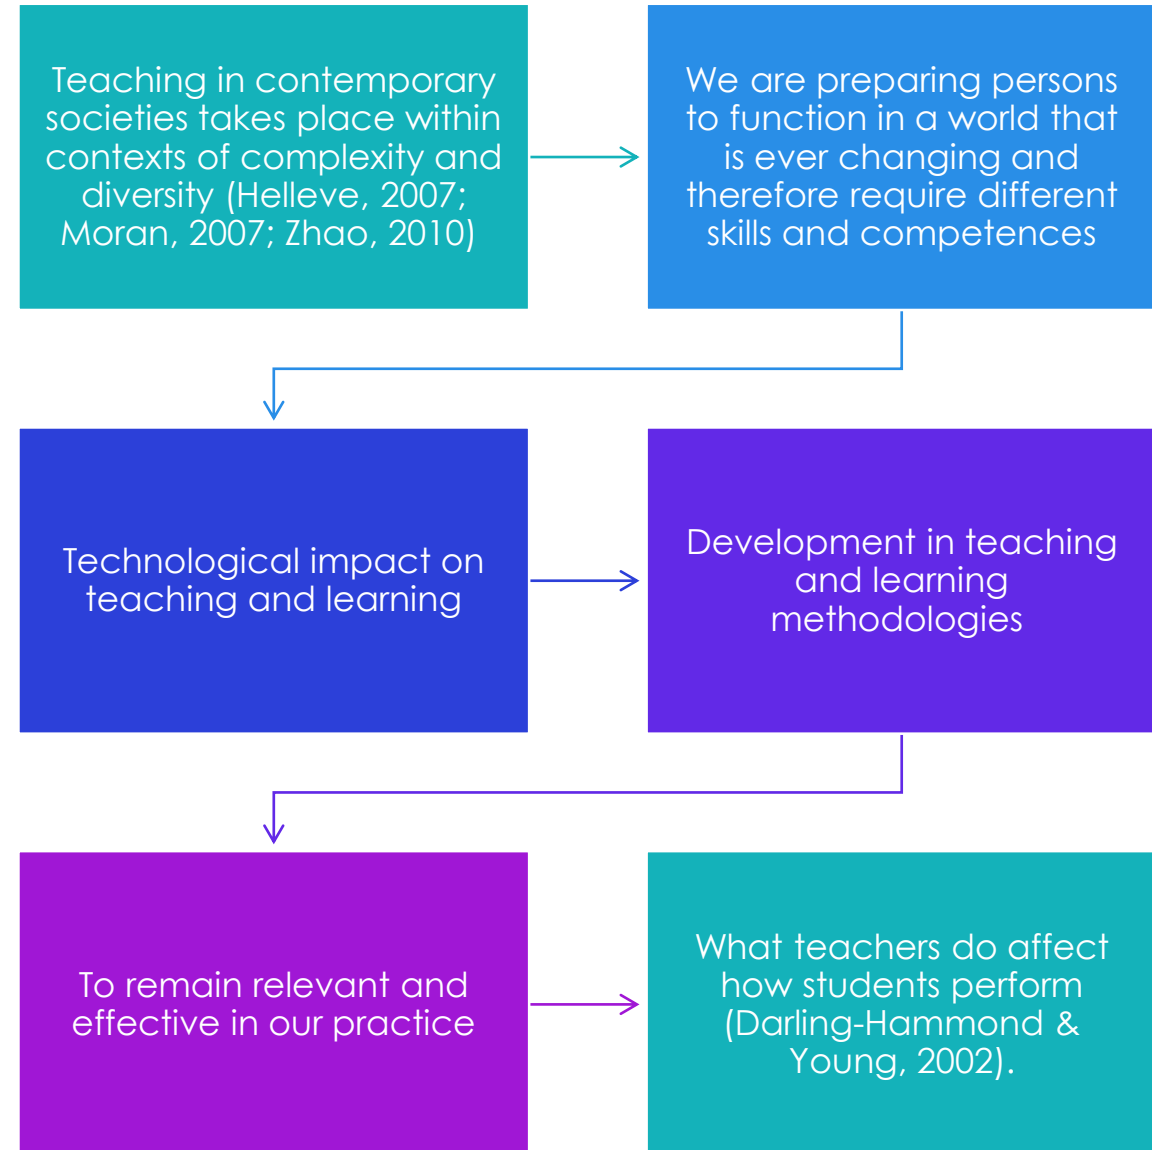 Teaching in contemporary
societies takes place within
contexts of complexity and
diversity (Helleve, 2007;
Moran, 2007; Zhao, 2010)
We are preparing persons
to function in a world that
is ever changing and
therefore require different
skills and competences
Technological impact on
teaching and learning
Development in teaching
and learning
methodologies
To remain relevant and
effective in our practice
What teachers do affect
how students perform
(Darling-Hammond &
Young, 2002).